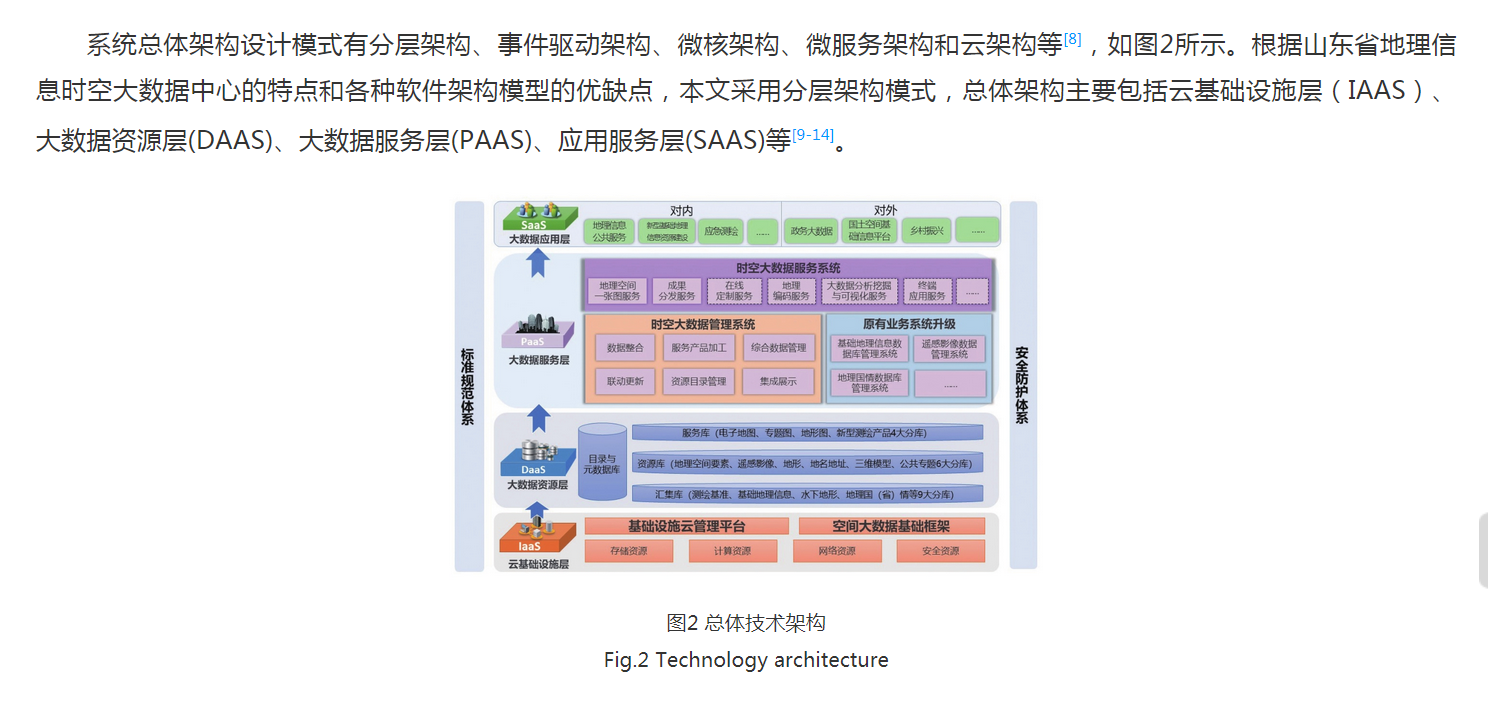 系统总体架构设计模式有分层架构、事件驱动架构、微核架构、微服务架构和云架构等[8]，如图2所示。根据山东省地理信
息时空大数据中心的特点和各种软件架构模型的优缺点，本文采用分层架构模式，总体架构主要包括云基础设施层（IAAS）、
大数据资源层(DAAS)、大数据服务层(PAAS)、应用服务层(SAAS)等[9-14]。
标准规范体系
SaaS
大数据应用层
对内
地理信息
公共服务
新型基础地理
信息资源建设
应急测绘
……
对外
政务大数据
国土空间基
础信息平台
乡村振兴
……
PaaS
大数据服务层
时空大数据服务系统
地理空间
一张图服务
成果
分发服务
在线
定制服务
地理
编码服务
大数据分析挖掘
与可视化服务
终端
应用服务
……
时空大数据管理系统
数据整合
服务产品加工
综合数据管理
联动更新
资源目录管理
集成展示
原有业务系统升级
基础地理信息数
据库管理系统
遥感影像数据
管理系统
地理国情数据库
管理系统
……
DaaS
大数据资源层
目录与
元数据库
服务库（电子地图、专题图、地形图、新型测绘产品4大分库）
资源库（地理空间要素、遥感影像、地形、地名地址、三维模型、公共专题6大分库）
汇集库（测绘基准、基础地理信息、水下地形、地理国（省）情等9大分库）
IaaS
云基础设施层
基础设施云管理平台
空间大数据基础框架
存储资源
计算资源
网络资源
安全资源
安全防护体系
图2 总体技术架构
Fig.2 Technology architecture